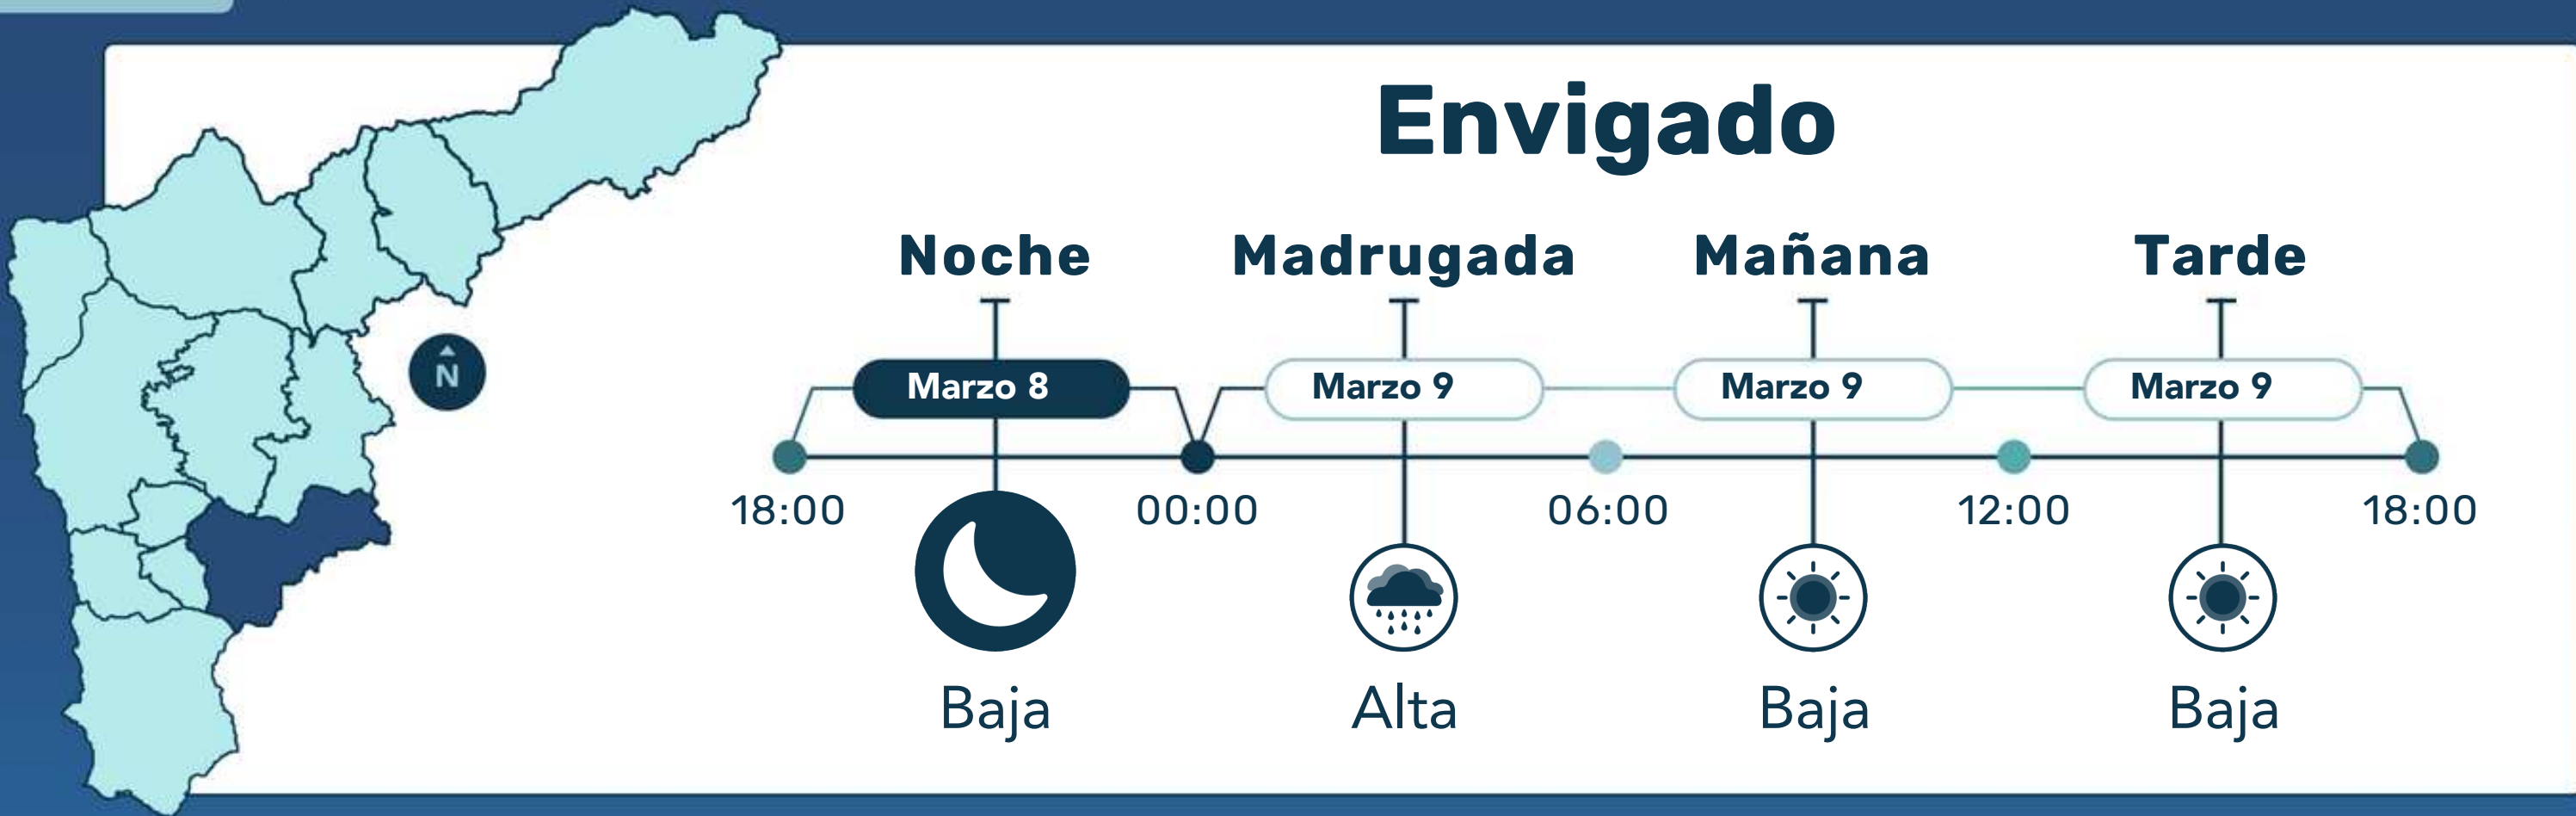 Envigado
Noche
Madrugada
Mañana
Tarde
Marzo 8
Marzo 9
Marzo 9
Marzo 9
N
18:00
00:00
06:00
12:00
18:00
Baja
Alta
Baja
Baja